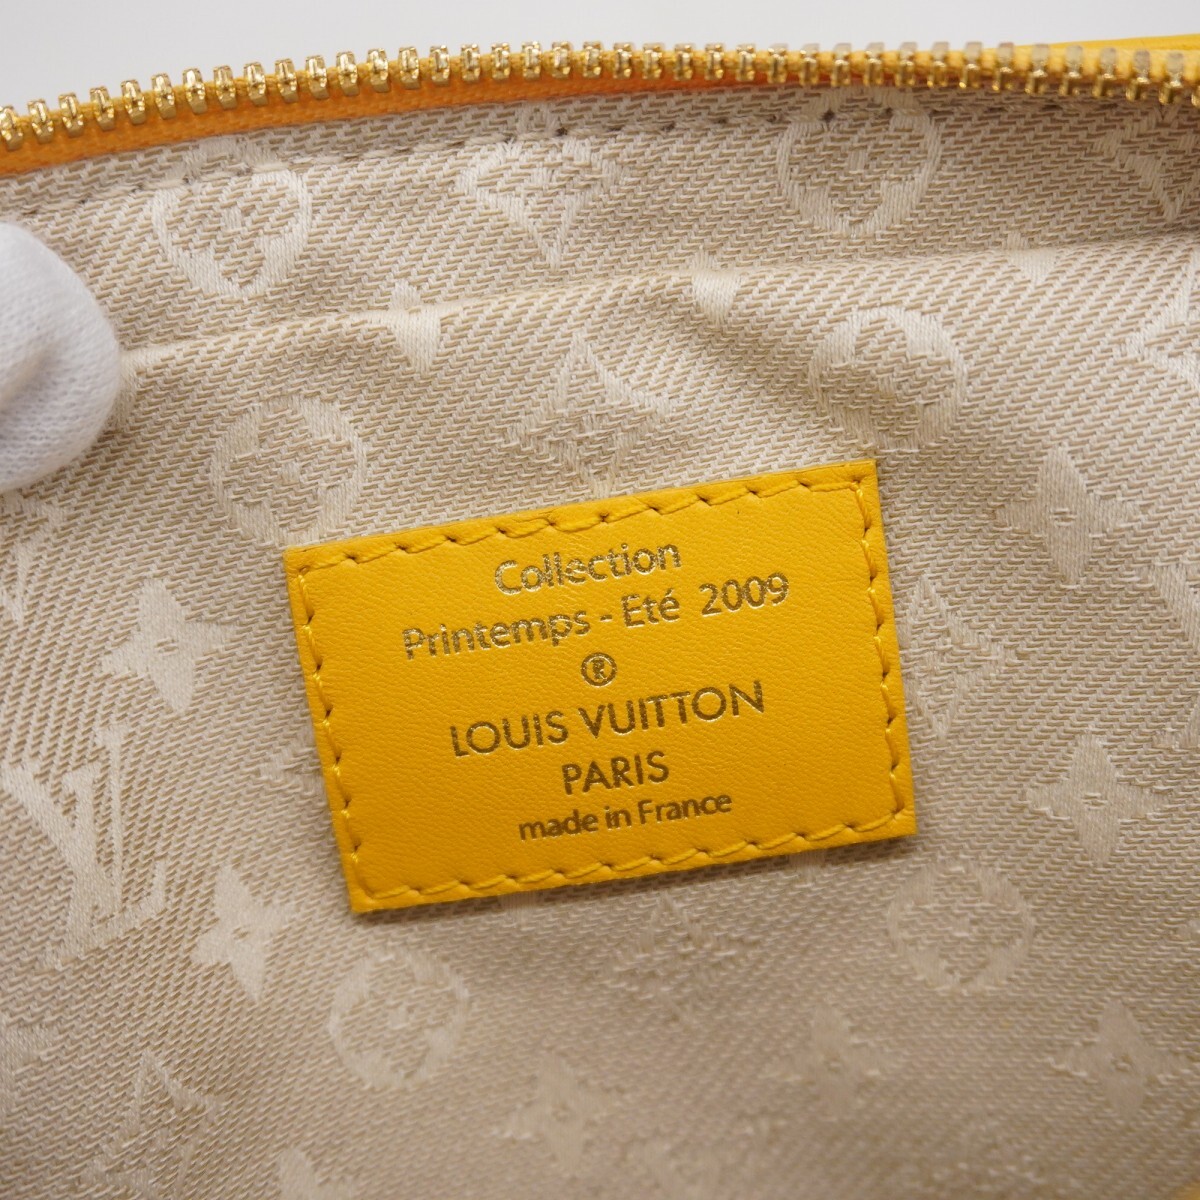 Collection
Printemps - Eté 2009
®
LOUIS VUITTON
PARIS
made in France